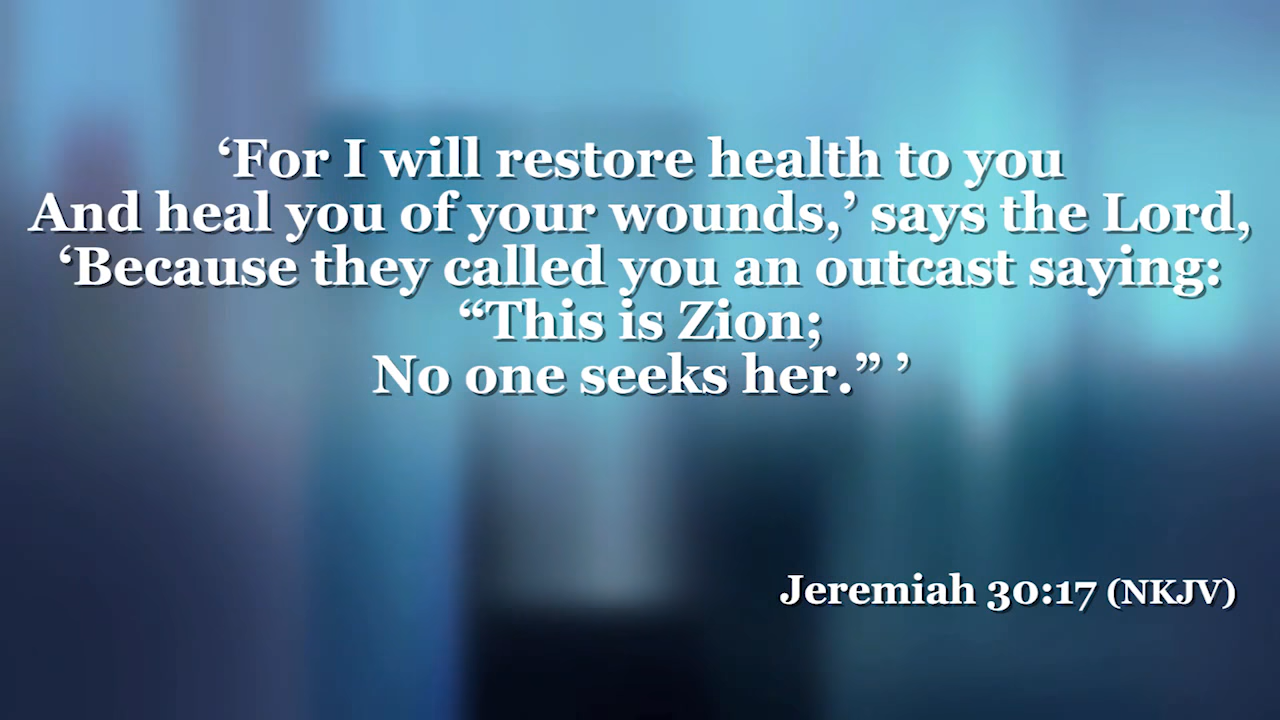 ‘For I will restore health to you
And heal you of your wounds,’ says the Lord,
‘Because they called you an outcast saying:
“This is Zion;
No one seeks her.” ’
Jeremiah 30:17 (NKJV)